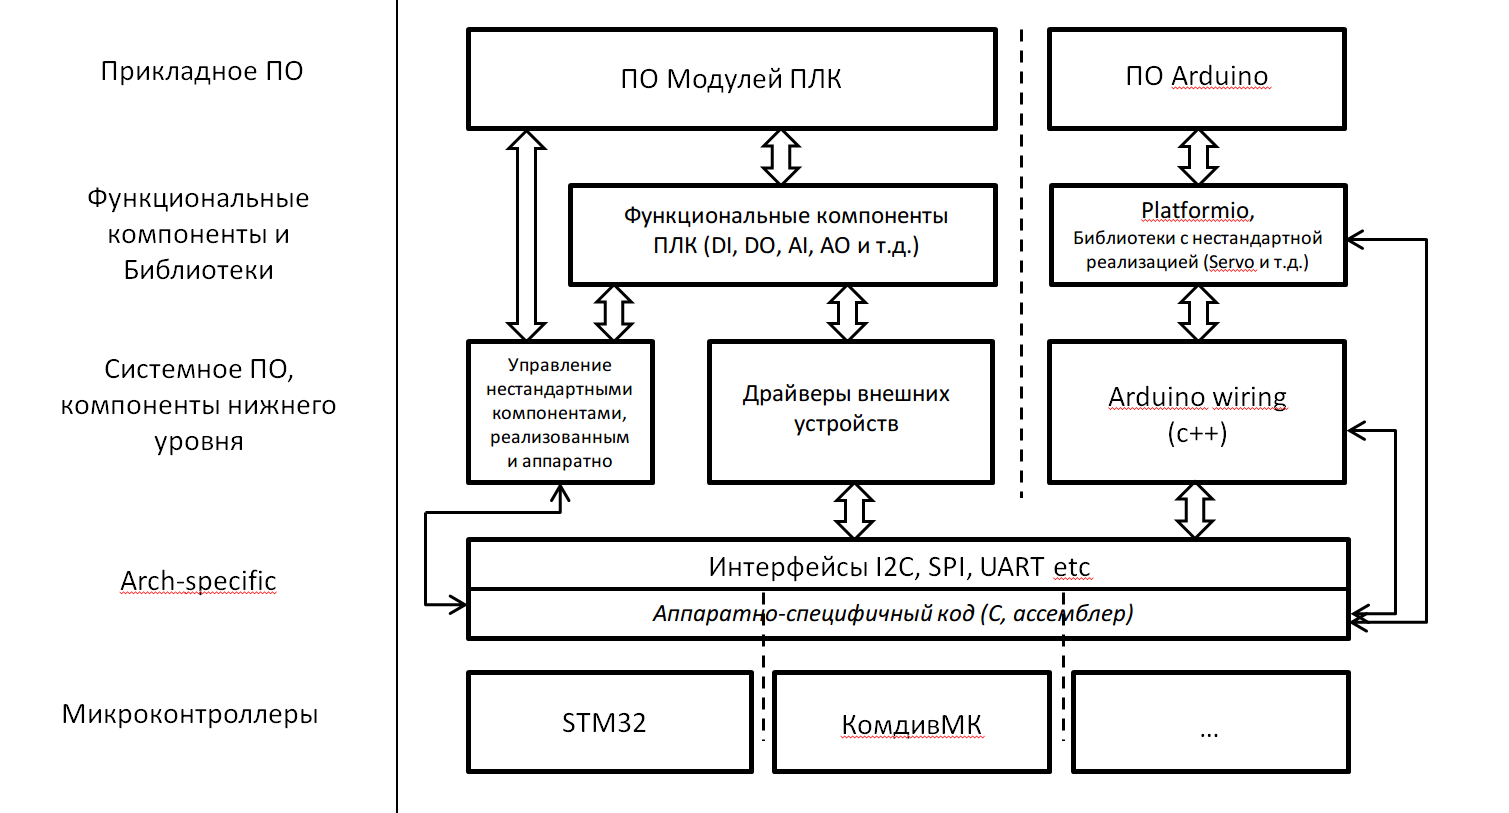 Прикладное ПО
ПО Модулей ПЛК
ПО Arduino
Функциональные
компоненты и
Библиотеки
Функциональные компоненты
ПЛК (DI, DO, AI, AO и т.д.)
Platformio,
Библиотеки с нестандартной
реализацией (Servo и т.д.)
Системное ПО,
компоненты нижнего
уровня
Управление
нестандартными
компонентами,
реализованным
и аппаратно
Драйверы внешних
устройств
Arduino wiring
(c++)
Arch-specific
Интерфейсы I2C, SPI, UART etc
Аппаратно-специфичный код (С, ассемблер)
Микроконтроллеры
STM32
КомдивМК
...